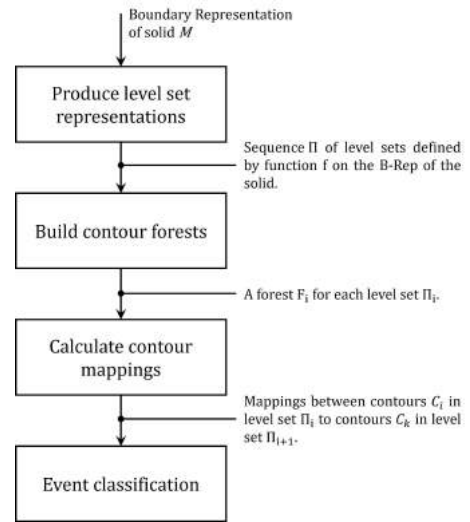 Boundary Representation
of solid M
Produce level set
representations
Sequence Π of level sets defined
by function f on the B-Rep of the
solid.
Build contour forests
A forest Fᵢ for each level set Πᵢ.
Calculate contour
mappings
Mappings between contours Cᵢ in
level set Πᵢ to contours Cₖ in level
set Πᵢ₊₁.
Event classification